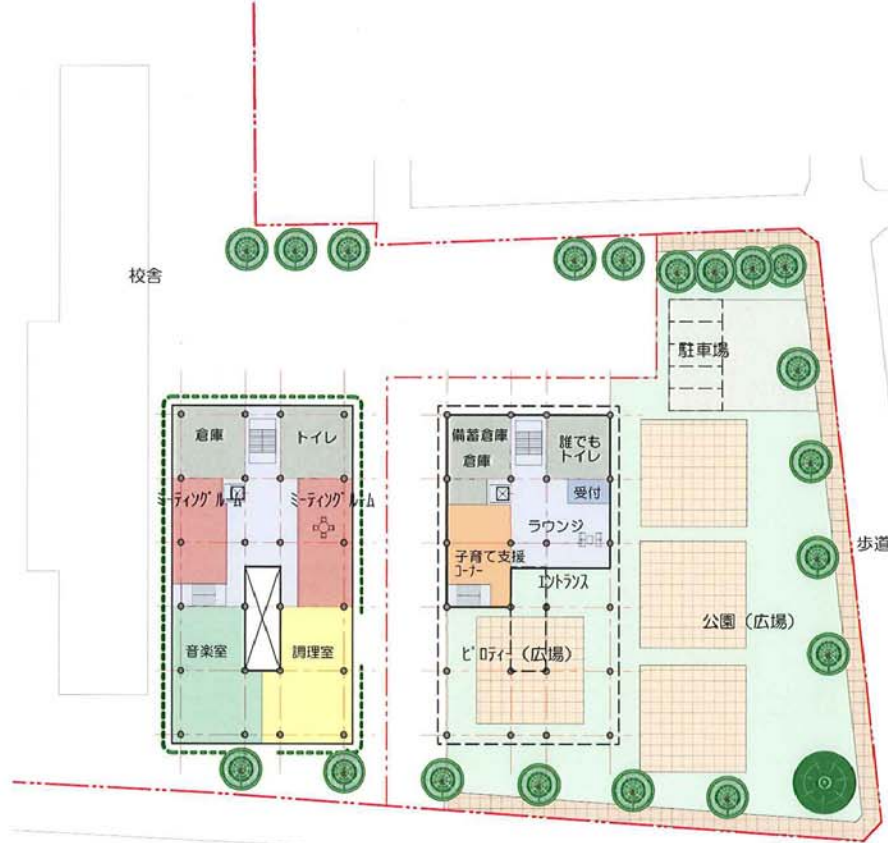 校舎
駐車場
倉庫
トイレ
ミーティングルーム
ミーティングルーム
音楽室
調理室
備蓄倉庫
倉庫
誰でも
トイレ
受付
ラウンジ
子育て支援
コーナー
エントランス
ピロティー（広場）
公園（広場）
歩道